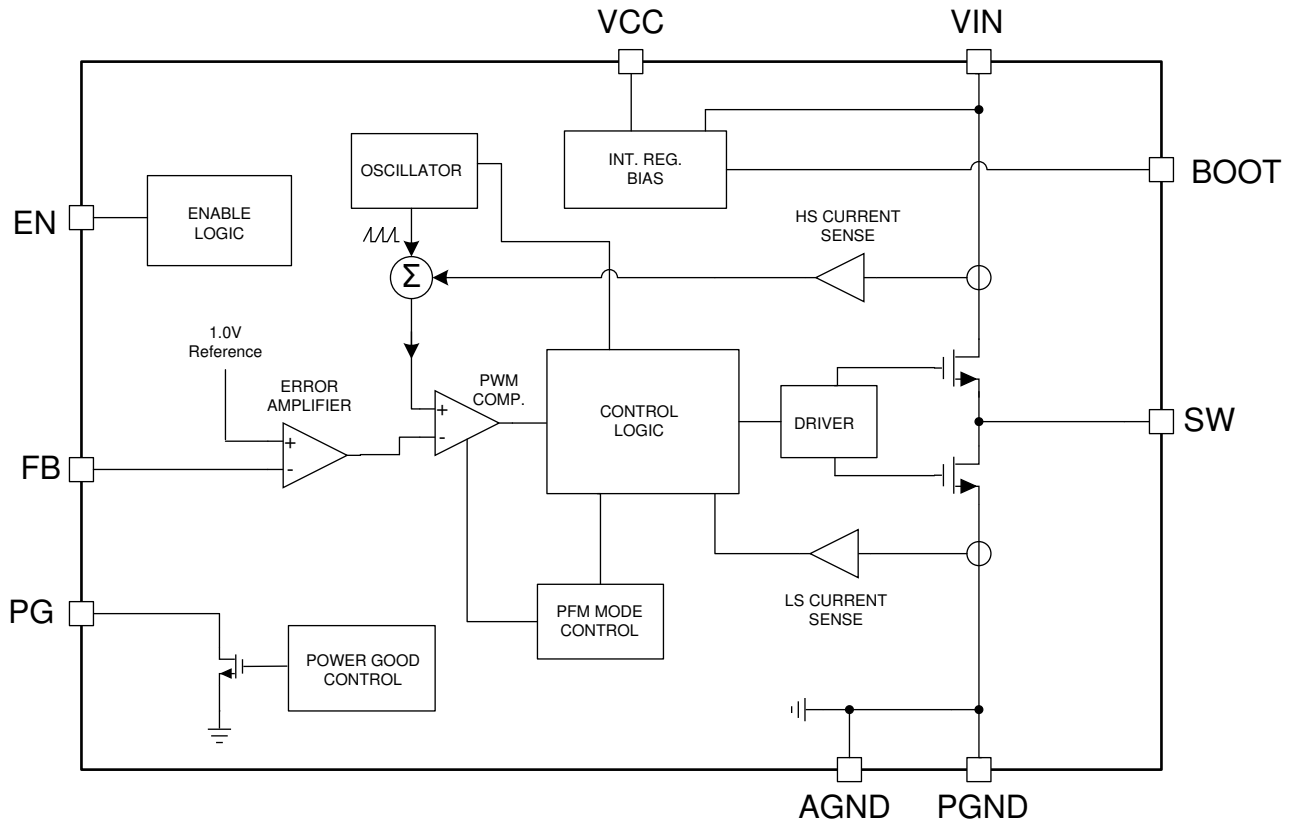 VCC
VIN
OSCILLATOR
INT. REG.
BIAS
BOOT
EN
ENABLE
LOGIC
HS CURRENT
SENSE
Σ
1.0V
Reference
ERROR
AMPLIFIER
PWM
COMP.
+
-
+
-
CONTROL
LOGIC
DRIVER
SW
FB
PG
POWER GOOD
CONTROL
PFM MODE
CONTROL
LS CURRENT
SENSE
AGND
PGND